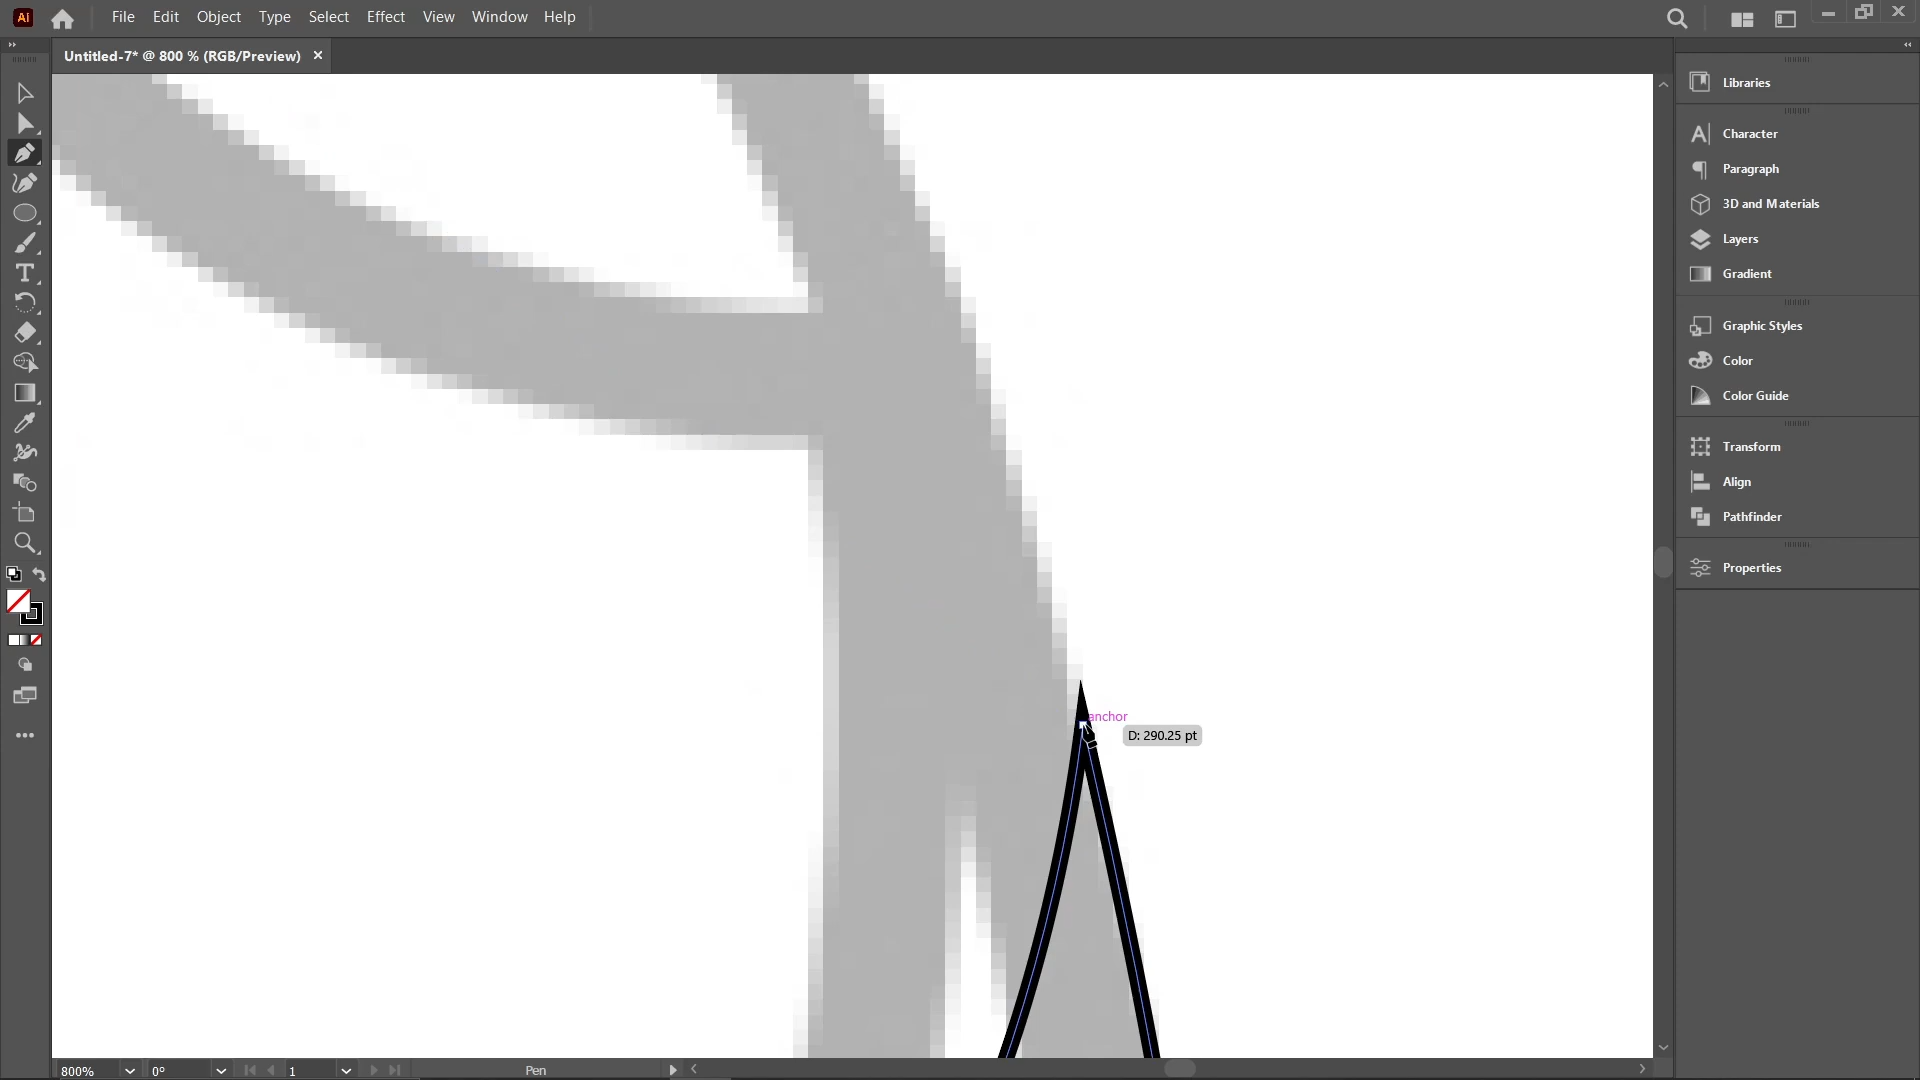 Ai
File Edit Object Type Select Effect View Window Help
Untitled-7* @ 800 % (RGB/Preview)
Libraries
Character
Paragraph
3D and Materials
Layers
Gradient
Graphic Styles
Color
Color Guide
Transform
Align
Pathfinder
Properties
anchor
D: 290.25 pt
800% 0° 1 Pen